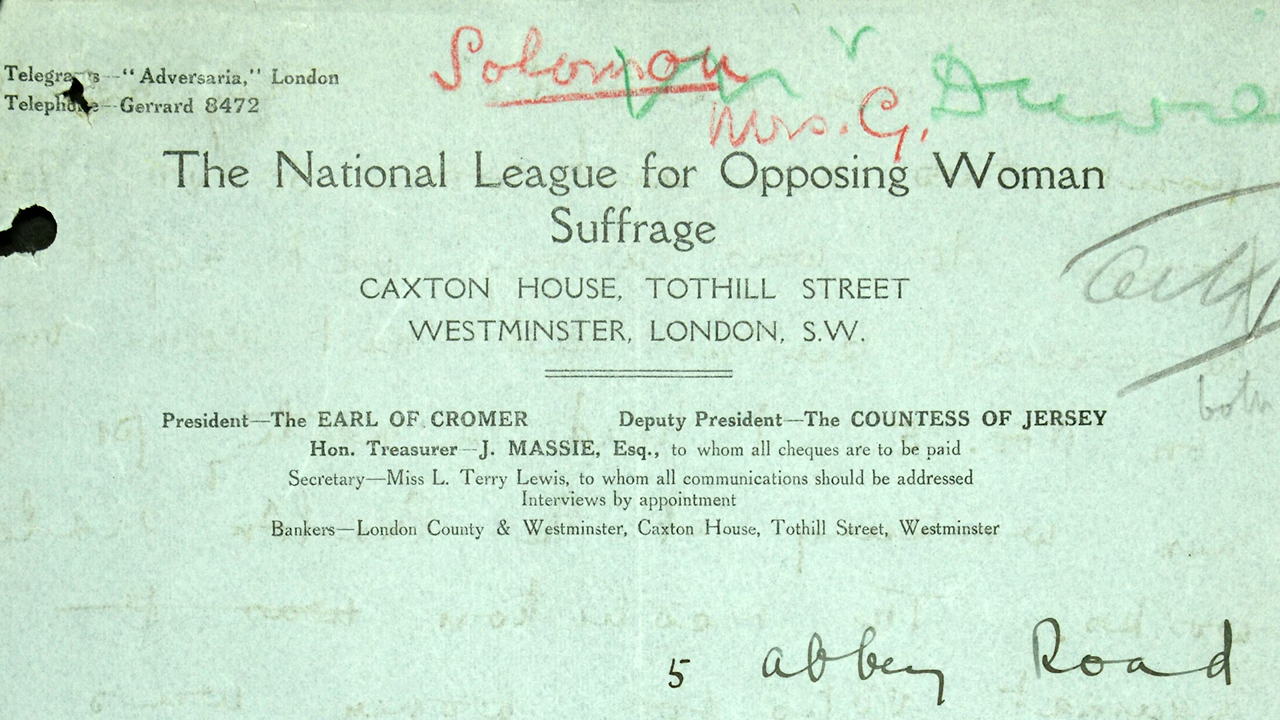 Solomon
Telegrams—"Adversaria," London
Telephone—Gerrard 8472
Mrs. G.
The National League for Opposing Woman
Suffrage
CAXTON HOUSE, TOTHILL STREET
WESTMINSTER, LONDON, S.W.
both
President—The EARL OF CROMER Deputy President—The COUNTESS OF JERSEY
Hon. Treasurer—J. MASSIE, Esq., to whom all cheques are to be paid
Secretary—Miss L. Terry Lewis, to whom all communications should be addressed
Interviews by appointment
Bankers—London County & Westminster, Caxton House, Tothill Street, Westminster
5 Abbey Road